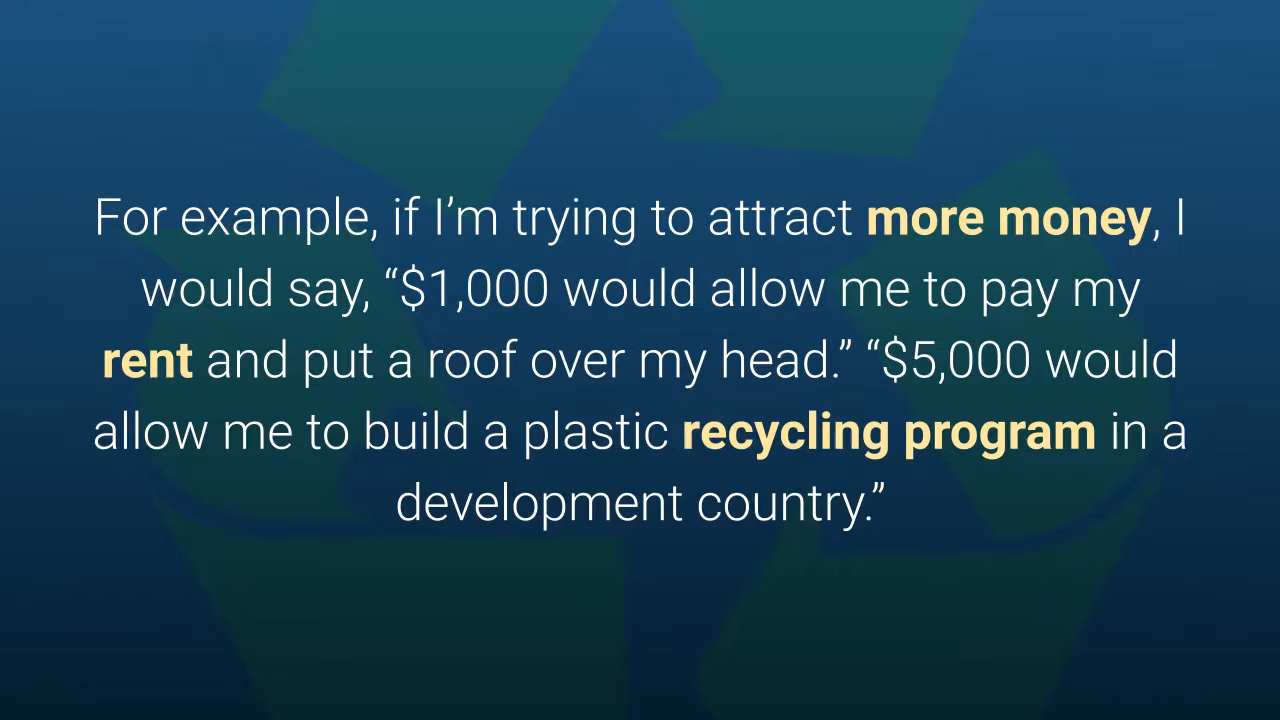 For example, if I’m trying to attract more money, I
would say, “$1,000 would allow me to pay my
rent and put a roof over my head.” “$5,000 would
allow me to build a plastic recycling program in a
development country.”